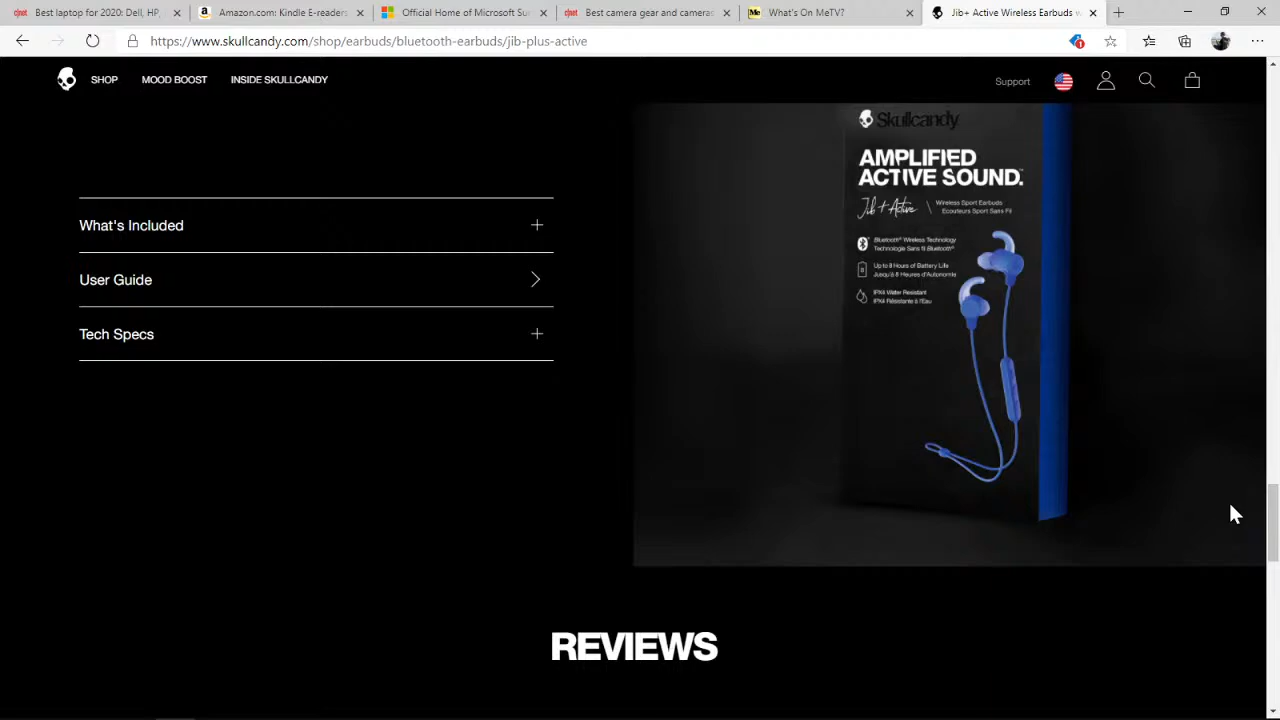 Best laptop for 2020: Dell, HP,
Amazon.com: Kindle E-readers
Official Home of Microsoft Sur
Best camera gear and cameras
What's On MeTV?
Jib+ Active Wireless Earbuds w
https://www.skullcandy.com/shop/earbuds/bluetooth-earbuds/jib-plus-active
SHOP
MOOD BOOST
INSIDE SKULLCANDY
Support
What's Included
User Guide
Tech Specs
Skullcandy
AMPLIFIED
ACTIVE SOUND.
Jib + Active
Wireless Sport Earbuds
Ecouteurs Sport Sans Fil
Bluetooth® Wireless Technology
Technologie Sans fil Bluetooth®
8
Up to 8 Hours of Battery Life
Jusqu'à 8 Heures d'Autonomie
IPX4 Water Resistant
IPX4 Résistante à l'Eau
REVIEWS